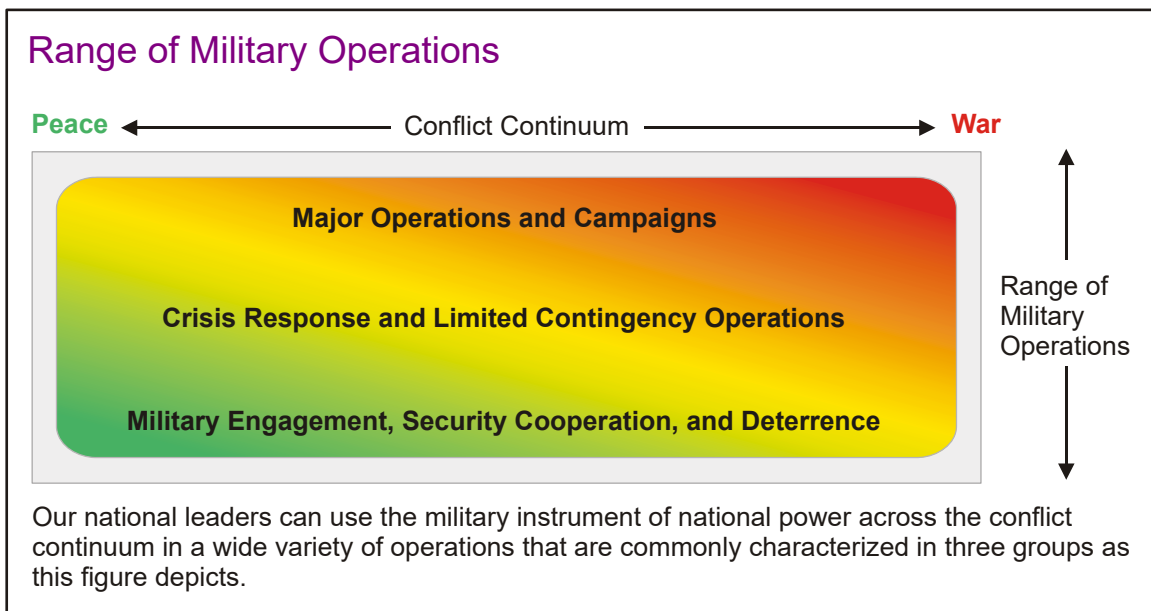 Range of Military Operations
Peace Conflict Continuum War
Major Operations and Campaigns
Crisis Response and Limited Contingency Operations
Military Engagement, Security Cooperation, and Deterrence
Range of
Military
Operations
Our national leaders can use the military instrument of national power across the conflict
continuum in a wide variety of operations that are commonly characterized in three groups as
this figure depicts.